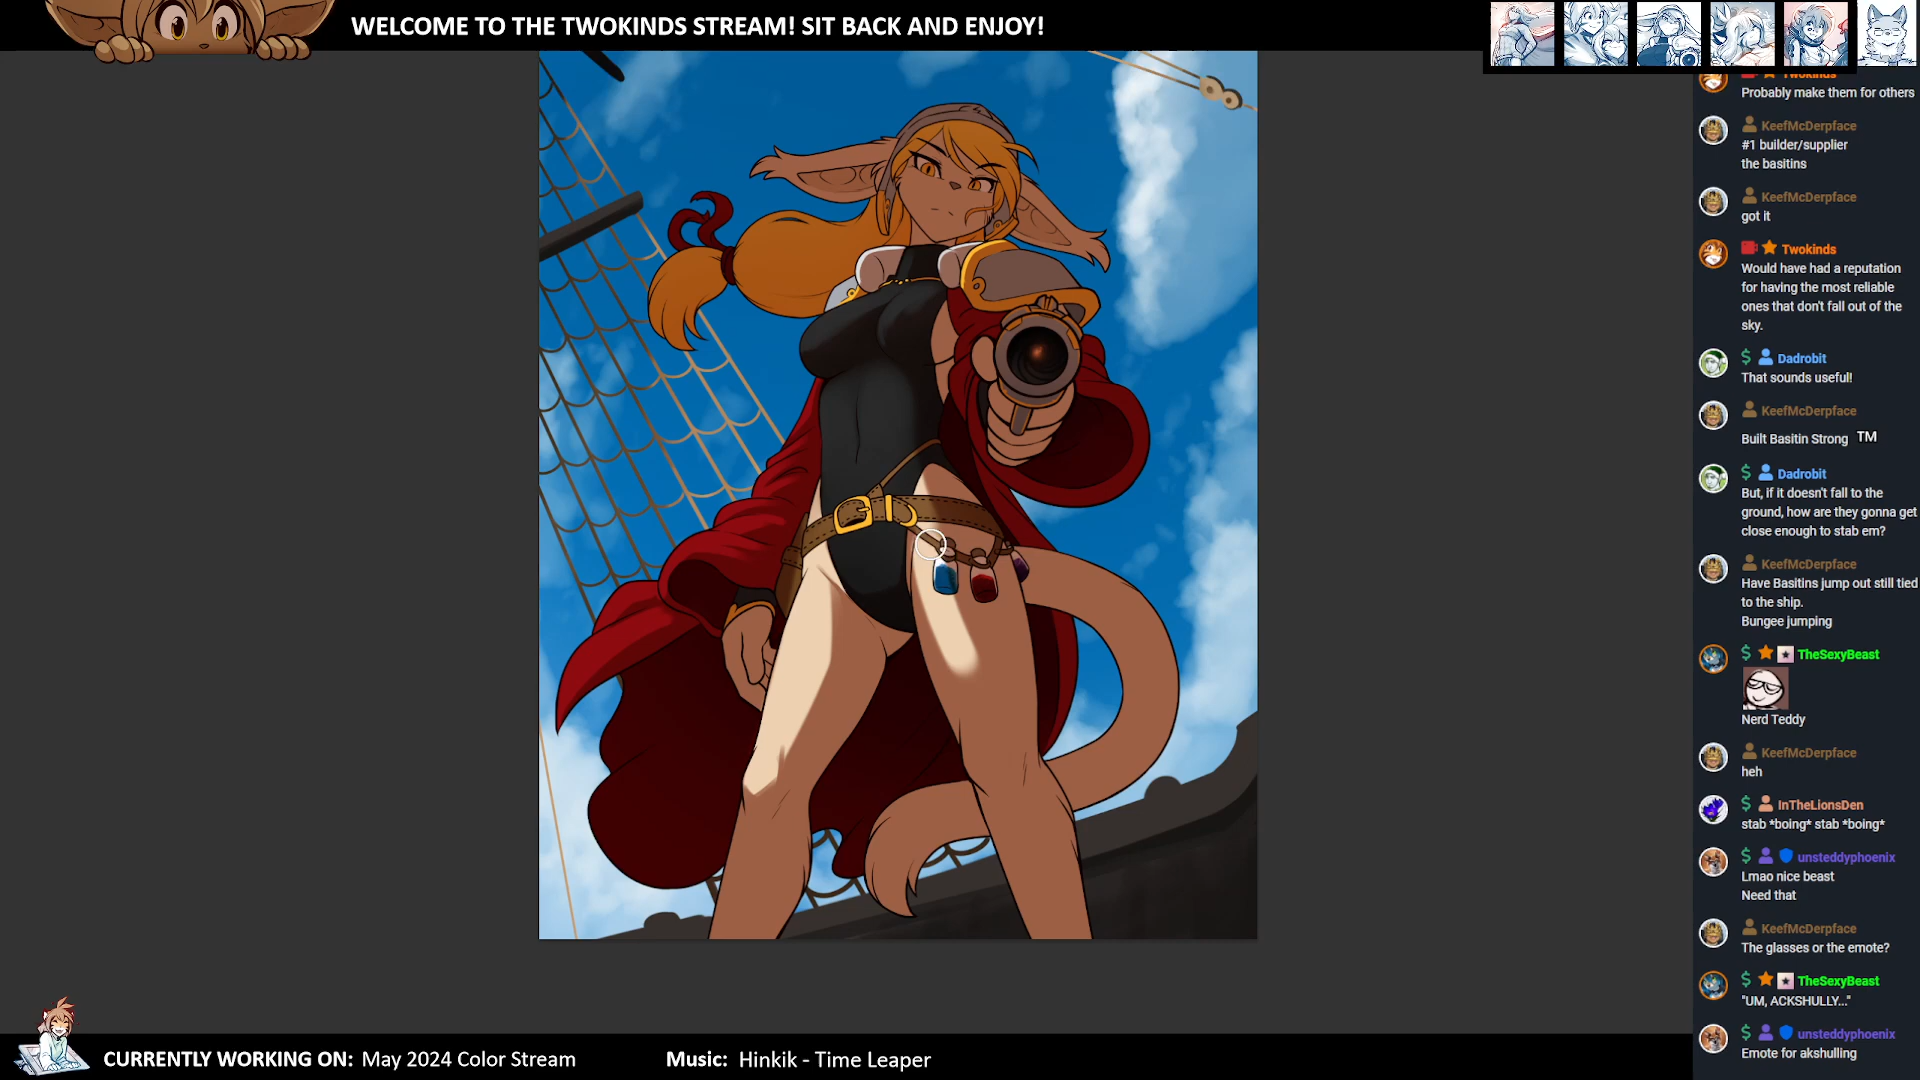 WELCOME TO THE TWOKINDS STREAM! SIT BACK AND ENJOY!
Twokinds
Probably make them for others
KeefMcDerpface
#1 builder/supplier
the basitins
KeefMcDerpface
got it
Twokinds
Would have had a reputation
for having the most reliable
ones that don't fall out of the
sky.
Dadrobit
That sounds useful!
KeefMcDerpface
Built Basitin Strong ™
Dadrobit
But, if it doesn't fall to the
ground, how are they gonna get
close enough to stab em?
KeefMcDerpface
Have Basitins jump out still tied
to the ship.
Bungee jumping
TheSexyBeast
Nerd Teddy
KeefMcDerpface
heh
InTheLionsDen
stab *boing* stab *boing*
unsteddyphoenix
Lmao nice beast
Need that
KeefMcDerpface
The glasses or the emote?
TheSexyBeast
"UM, ACKSHULLY..."
unsteddyphoenix
Emote for akshulling
CURRENTLY WORKING ON: May 2024 Color Stream
Music: Hinkik - Time Leaper